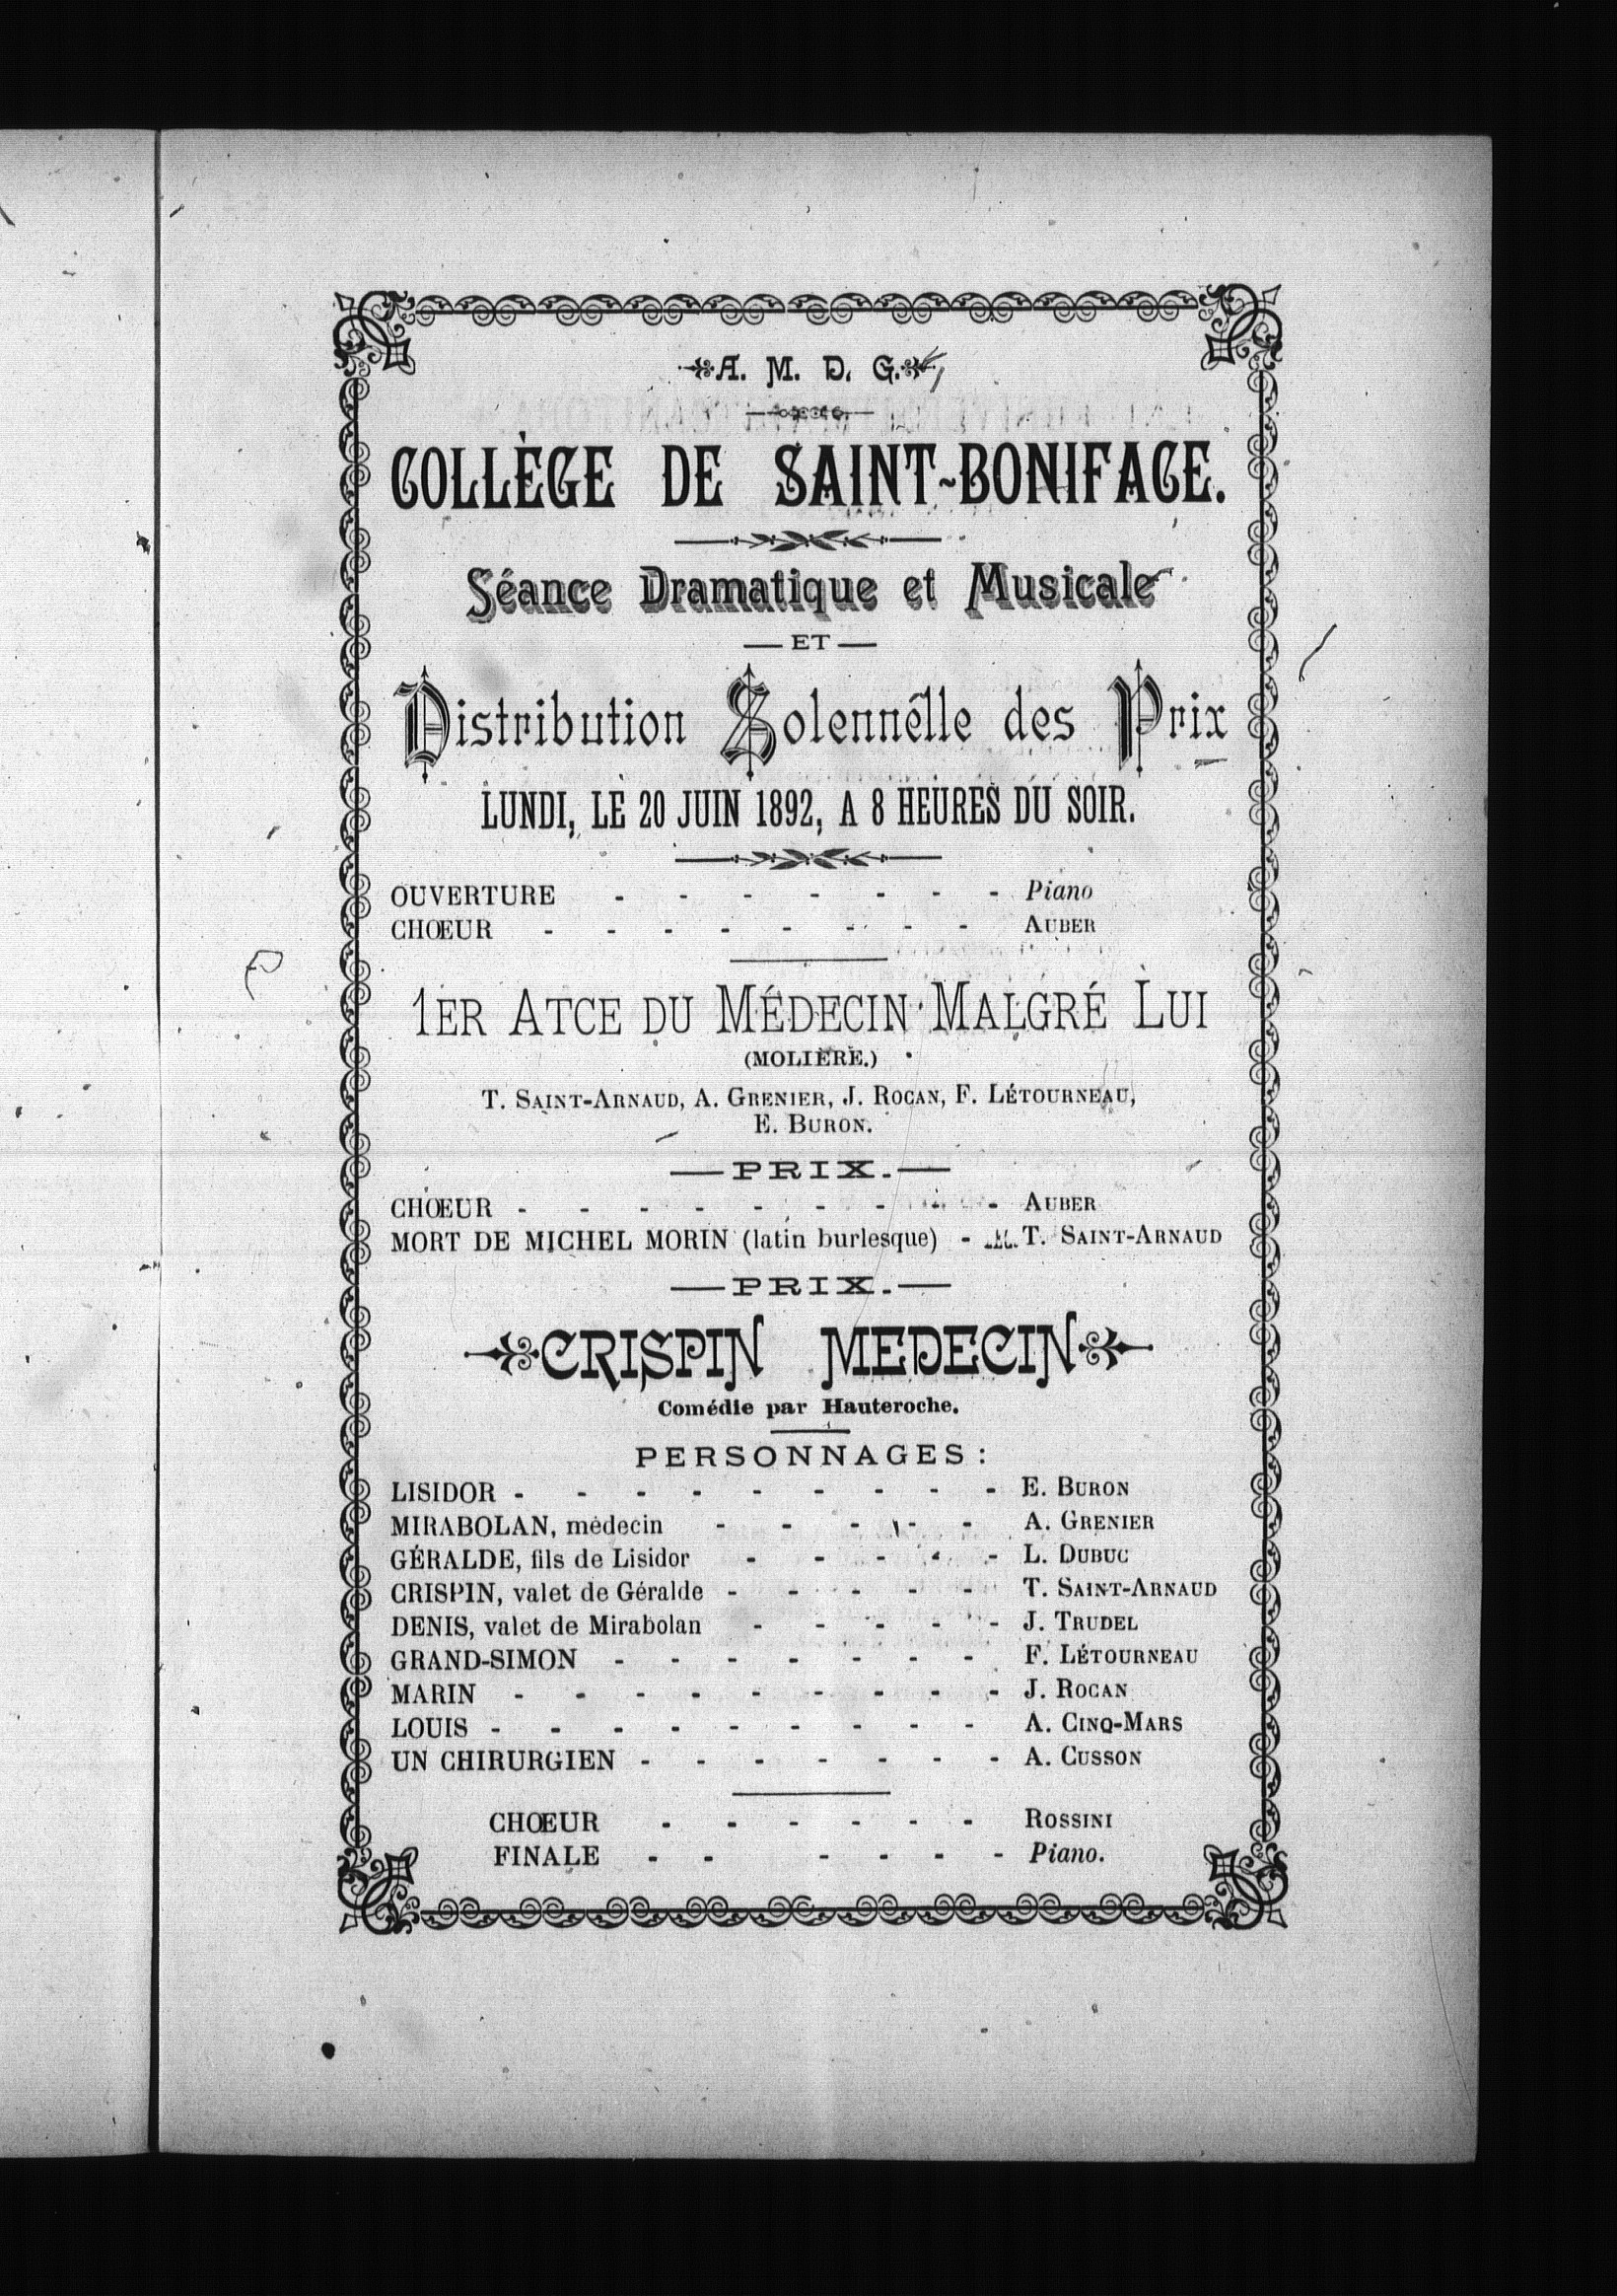 A. M. D. G.
COLLÈGE DE SAINT-BONIFACE.
Séance Dramatique et Musicale
— ET —
Distribution Solennelle des Prix
LUNDI, LE 20 JUIN 1892, A 8 HEURES DU SOIR.
OUVERTURE - - - - - - - Piano
CHŒUR - - - - - - - - AUBER
1ER ATCE DU MÉDECIN MALGRÉ LUI
(MOLIÈRE.)
T. SAINT-ARNAUD, A. GRENIER, J. ROCAN, F. LÉTOURNEAU,
E. BURON.
— PRIX. —
CHŒUR - - - - - - - - - AUBER
MORT DE MICHEL MORIN (latin burlesque) - T. SAINT-ARNAUD
— PRIX. —
CRISPIN MEDECIN
Comédie par Hauteroche.
PERSONNAGES :
LISIDOR - - - - - - - - - E. BURON
MIRABOLAN, médecin - - - - - A. GRENIER
GÉRALDE, fils de Lisidor - - - - - L. DUBUC
CRISPIN, valet de Géralde - - - - - T. SAINT-ARNAUD
DENIS, valet de Mirabolan - - - - - J. TRUDEL
GRAND-SIMON - - - - - - - F. LÉTOURNEAU
MARIN - - - - - - - - - J. ROCAN
LOUIS - - - - - - - - - A. CINQ-MARS
UN CHIRURGIEN - - - - - - - A. CUSSON
CHŒUR - - - - - - ROSSINI
FINALE - - - - - - Piano.